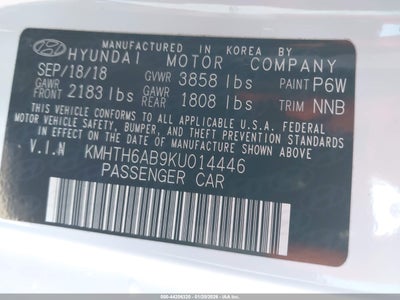 MANUFACTURED IN KOREA BY
HYUNDAI MOTOR COMPANY
SEP/18/18 GVWR 3858 lbs PAINT P6W
GAWR FRONT 2183 lbs GAWR REAR 1808 lbs TRIM NNB
THIS VEHICLE CONFORMS TO ALL APPLICABLE U.S.A. FEDERAL
MOTOR VEHICLE SAFETY, BUMPER, AND THEFT PREVENTION STANDARDS
IN EFFECT ON THE DATE OF MANUFACTURE SHOWN ABOVE.
V.I.N KMHTH6AB9KU014446
PASSENGER CAR